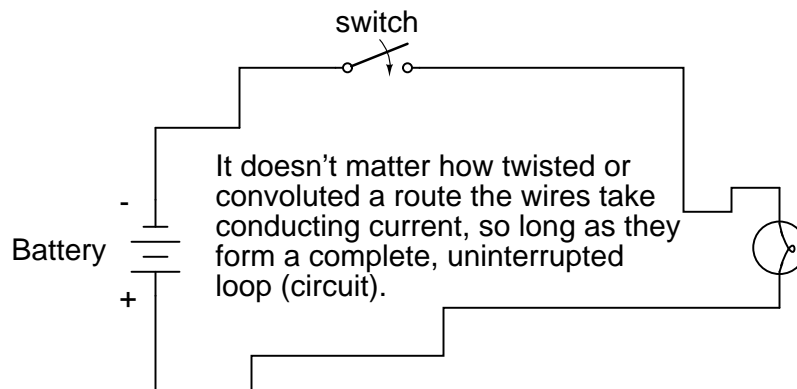 switch
It doesn’t matter how twisted or
convoluted a route the wires take
-
conducting current, so long as they
Battery
form a complete, uninterrupted
+
loop (circuit).